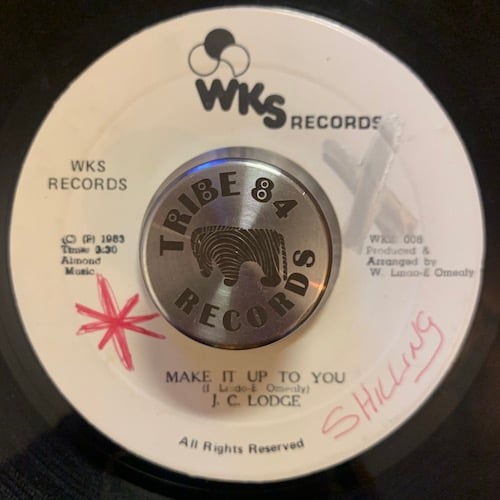 WKS RECORDS
WKS
RECORDS
TRIBE 84
RECORDS
(C) (P) 1983
Time: 3:30
Almond
Music
WKS 008
Produced &
Arranged by
W. Lindo-E Omealy
MAKE IT UP TO YOU
Omealy)
J. C. LODGE
SHILLING
All Rights Reserved